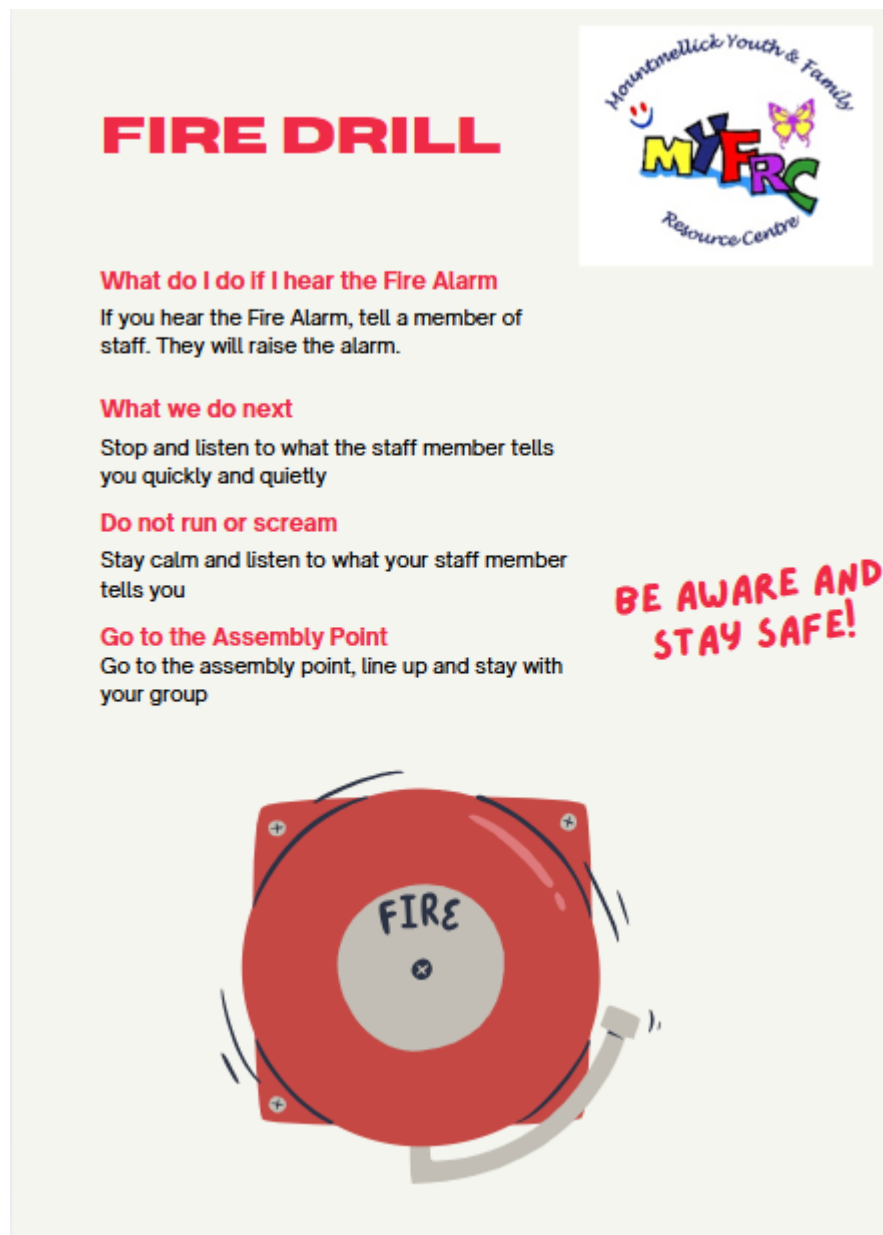 Mountmellick Youth & Family
MYFRC
Resource Centre
FIRE DRILL
What do I do if I hear the Fire Alarm
If you hear the Fire Alarm, tell a member of
staff. They will raise the alarm.
What we do next
Stop and listen to what the staff member tells
you quickly and quietly
Do not run or scream
Stay calm and listen to what your staff member
tells you
Go to the Assembly Point
Go to the assembly point, line up and stay with
your group
BE AWARE AND
STAY SAFE!
FIRE